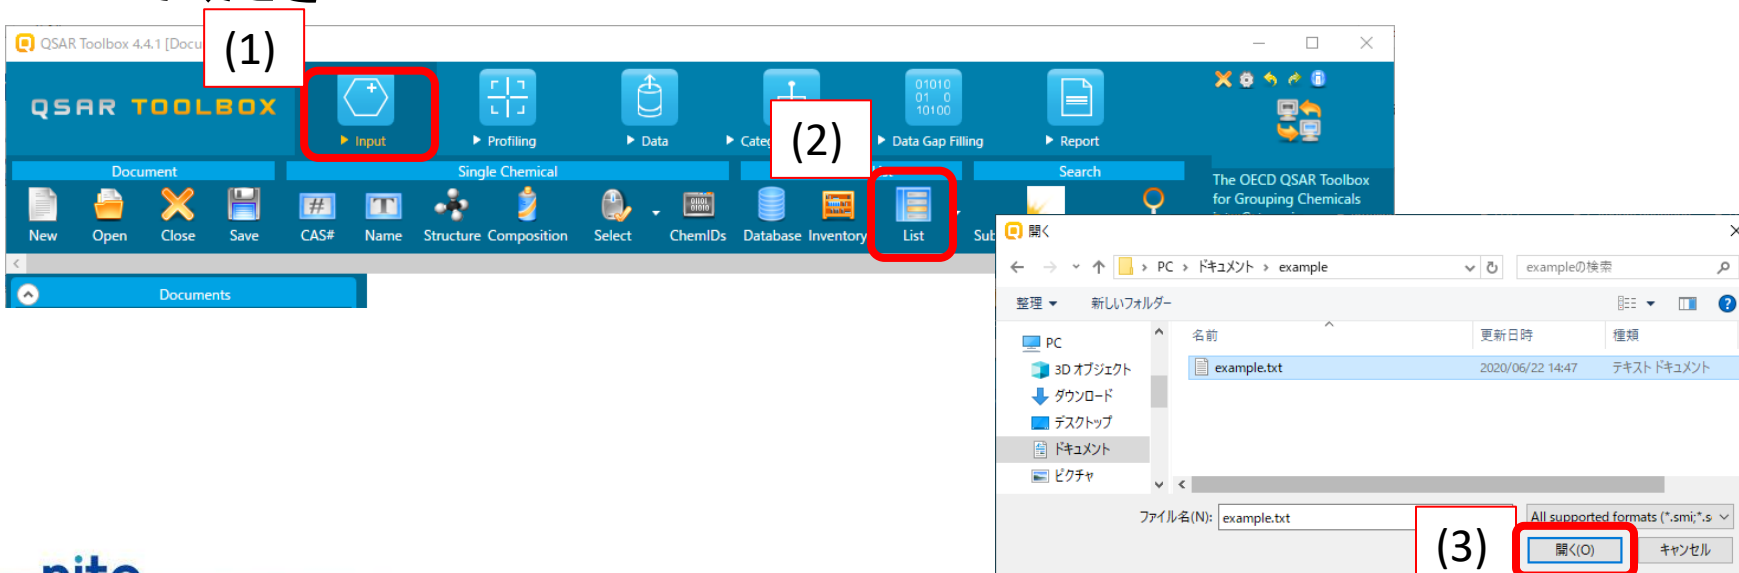 QSAR Toolbox 4.4.1 [Docu
(1)
QSAR TOOLBOX
Input
Profiling
Data
01010
01 0
10100
Data Gap Filling
Report
(2)
Document
Single Chemical
Search
The OECD QSAR Toolbox
for Grouping Chemicals
New
Open
Close
Save
CAS#
Name
Structure
Composition
Select
ChemIDs
Database
Inventory
List
Documents
開く
PC > ドキュメント > example
exampleの検索
整理
新しいフォルダー
名前
更新日時
種類
PC
3D オブジェクト
ダウンロード
デスクトップ
ドキュメント
ピクチャ
example.txt
2020/06/22 14:47
テキスト ドキュメント
ファイル名(N):
example.txt
All supported formats (*.smi;*.s
(3)
開く(O)
キャンセル
nite